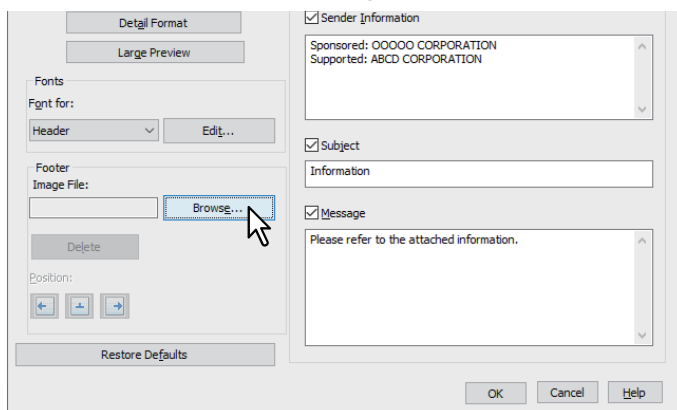 Detail Format
Large Preview
Fonts
Font for:
Header
Edit...
Footer
Image File:
Browse...
Delete
Position:
Restore Defaults
Sender Information
Sponsored: OOOOO CORPORATION
Supported: ABCD CORPORATION
Subject
Information
Message
Please refer to the attached information.
OK
Cancel
Help